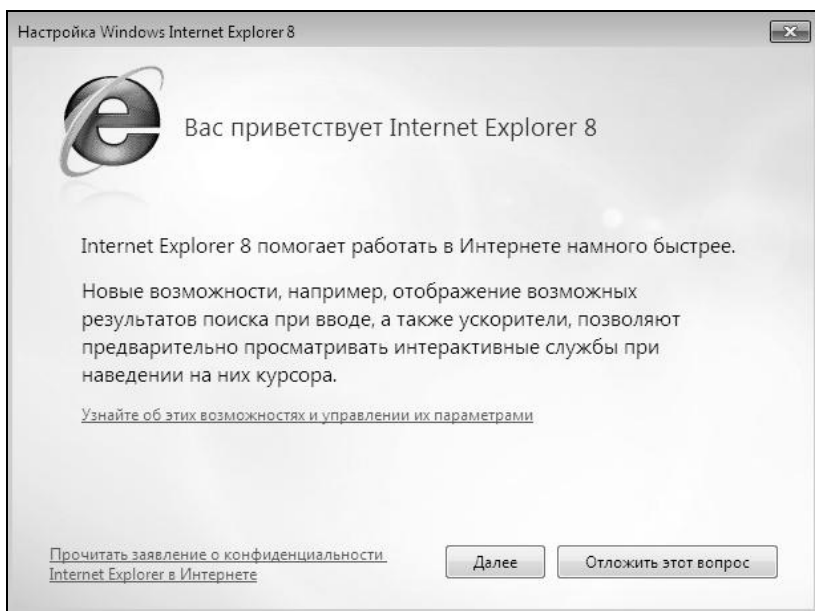 Настройка Windows Internet Explorer 8
Вас приветствует Internet Explorer 8
Internet Explorer 8 помогает работать в Интернете намного быстрее.
Новые возможности, например, отображение возможных
результатов поиска при вводе, а также ускорители, позволяют
предварительно просматривать интерактивные службы при
наведении на них курсора.
Узнайте об этих возможностях и управлении их параметрами
Прочитать заявление о конфиденциальности
Internet Explorer в Интернете
Далее
Отложить этот вопрос